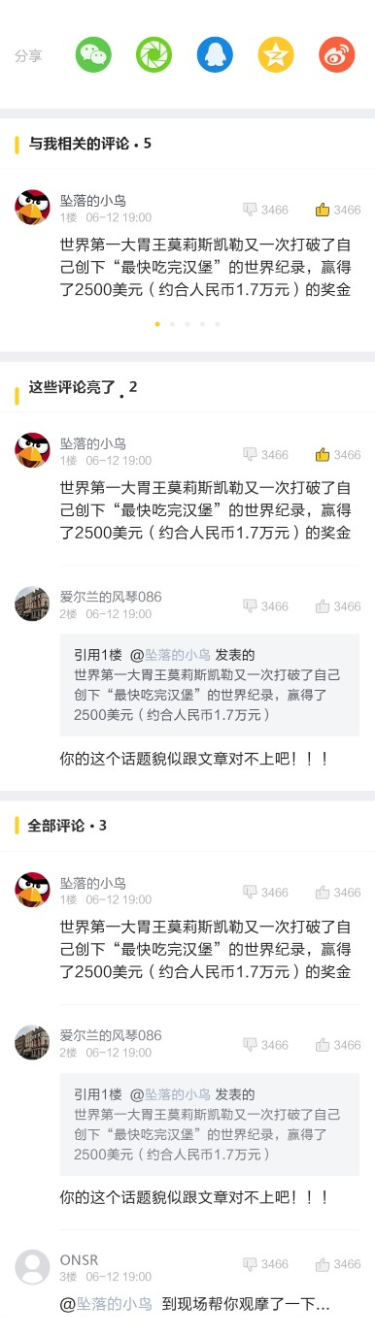 分享
与我相关的评论·5
坠落的小鸟
1楼 06-12 19:00
3466
3466
世界第一大胃王莫莉斯凯勒又一次打破了自
己创下“最快吃完汉堡”的世界纪录，赢得
了2500美元（约合人民币1.7万元）的奖金
这些评论亮了·2
坠落的小鸟
1楼 06-12 19:00
3466
3466
世界第一大胃王莫莉斯凯勒又一次打破了自
己创下“最快吃完汉堡”的世界纪录，赢得
了2500美元（约合人民币1.7万元）的奖金
爱尔兰的风琴086
2楼 06-12 19:00
3466
3466
引用1楼 @坠落的小鸟 发表的
世界第一大胃王莫莉斯凯勒又一次打破了自己
创下“最快吃完汉堡”的世界纪录，赢得了
2500美元（约合人民币1.7万元）
你的这个话题貌似跟文章对不上吧！！！
全部评论·3
坠落的小鸟
1楼 06-12 19:00
3466
3466
世界第一大胃王莫莉斯凯勒又一次打破了自
己创下“最快吃完汉堡”的世界纪录，赢得
了2500美元（约合人民币1.7万元）的奖金
爱尔兰的风琴086
2楼 06-12 19:00
3466
3466
引用1楼 @坠落的小鸟 发表的
世界第一大胃王莫莉斯凯勒又一次打破了自己
创下“最快吃完汉堡”的世界纪录，赢得了
2500美元（约合人民币1.7万元）
你的这个话题貌似跟文章对不上吧！！！
ONSR
3楼 06-12 19:00
3466
3466
@坠落的小鸟 到现场帮你观摩了一下...